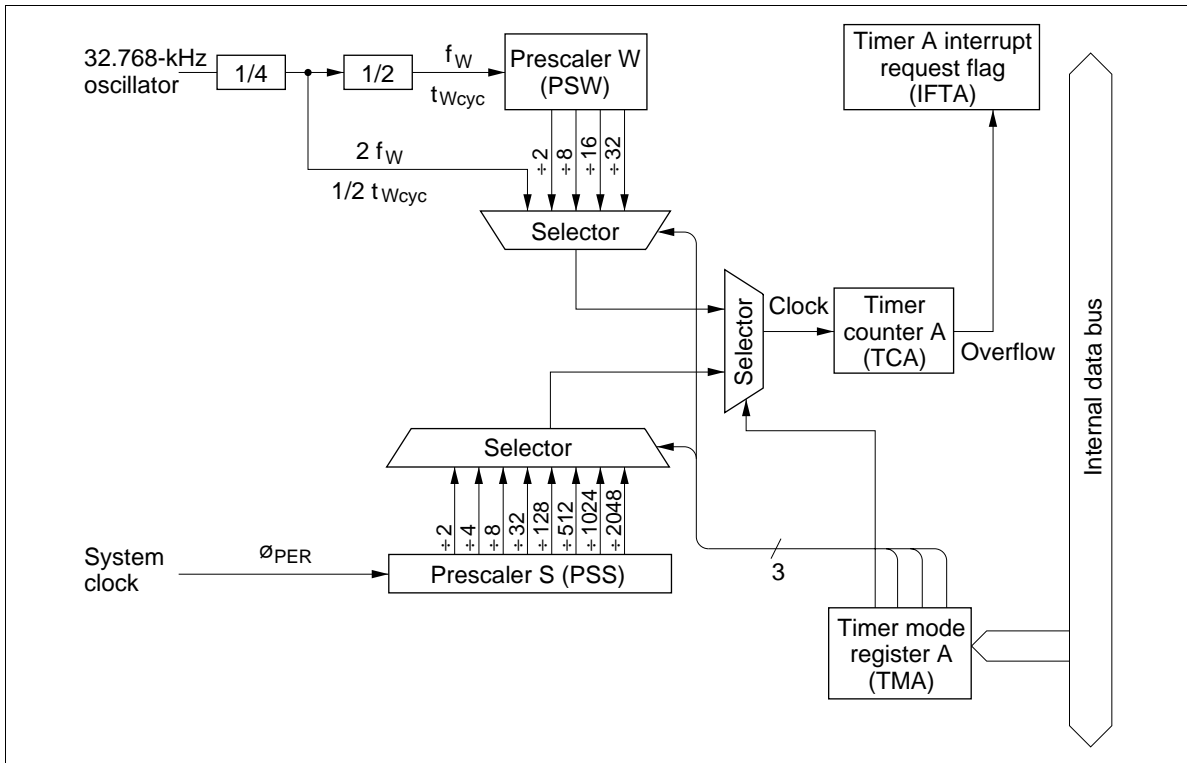 32.768-kHz
oscillator
1/4
1/2
fW
tWcyc
Prescaler W
(PSW)
Timer A interrupt
request flag
(IFTA)
2 fW
1/2 tWcyc
÷2
÷8
÷16
÷32
Selector
Selector
Clock
Timer
counter A
(TCA)
Overflow
Internal data bus
Selector
÷2
÷4
÷8
÷32
÷128
÷512
÷1024
÷2048
System
clock
øPER
Prescaler S (PSS)
3
Timer mode
register A
(TMA)